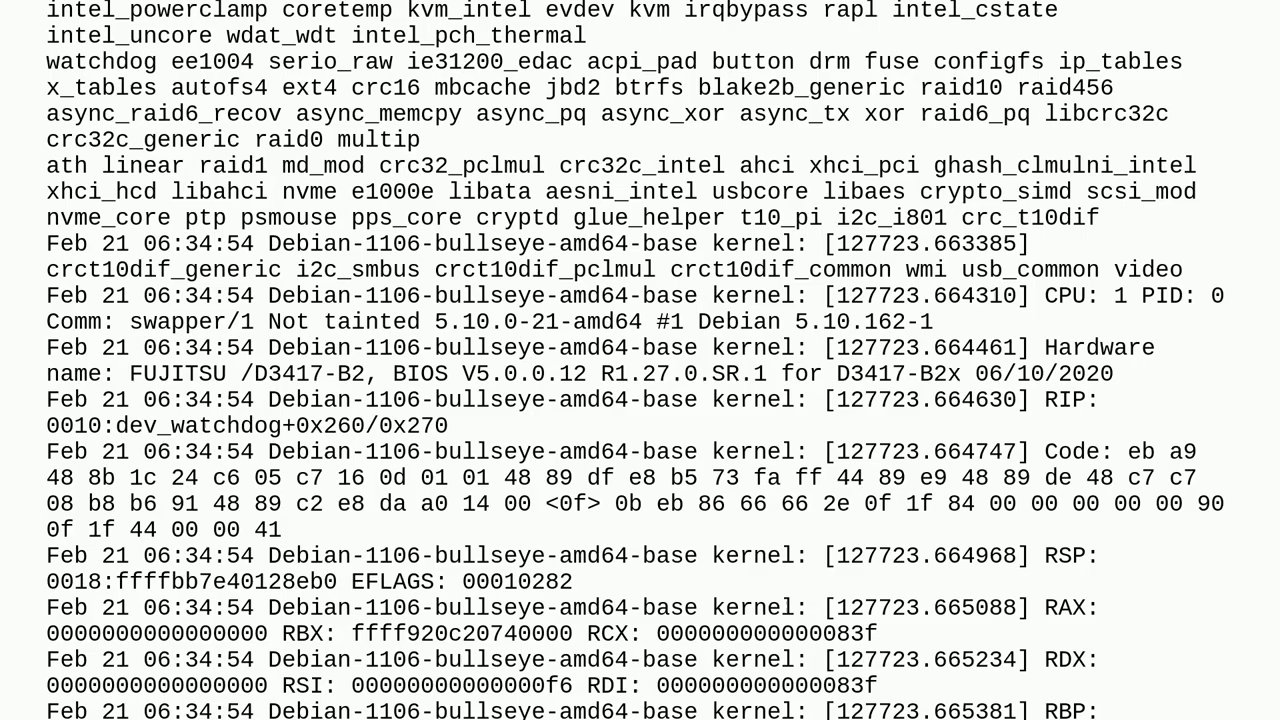 intel_powerclamp coretemp kvm_intel evdev kvm irqbypass rapl intel_cstate
intel_uncore wdat_wdt intel_pch_thermal
watchdog ee1004 serio_raw ie31200_edac acpi_pad button drm fuse configfs ip_tables
x_tables autofs4 ext4 crc16 mbcache jbd2 btrfs blake2b_generic raid10 raid456
async_raid6_recov async_memcpy async_pq async_xor async_tx xor raid6_pq libcrc32c
crc32c_generic raid0 multip
ath linear raid1 md_mod crc32_pclmul crc32c_intel ahci xhci_pci ghash_clmulni_intel
xhci_hcd libahci nvme e1000e libata aesni_intel usbcore libaes crypto_simd scsi_mod
nvme_core ptp psmouse pps_core cryptd glue_helper t10_pi i2c_i801 crc_t10dif
Feb 21 06:34:54 Debian-1106-bullseye-amd64-base kernel: [127723.663385]
crct10dif_generic i2c_smbus crct10dif_pclmul crct10dif_common wmi usb_common video
Feb 21 06:34:54 Debian-1106-bullseye-amd64-base kernel: [127723.664310] CPU: 1 PID: 0
Comm: swapper/1 Not tainted 5.10.0-21-amd64 #1 Debian 5.10.162-1
Feb 21 06:34:54 Debian-1106-bullseye-amd64-base kernel: [127723.664461] Hardware
name: FUJITSU /D3417-B2, BIOS V5.0.0.12 R1.27.0.SR.1 for D3417-B2x 06/10/2020
Feb 21 06:34:54 Debian-1106-bullseye-amd64-base kernel: [127723.664630] RIP:
0010:dev_watchdog+0x260/0x270
Feb 21 06:34:54 Debian-1106-bullseye-amd64-base kernel: [127723.664747] Code: eb a9
48 8b 1c 24 c6 05 c7 16 0d 01 01 48 89 df e8 b5 73 fa ff 44 89 e9 48 89 de 48 c7 c7
08 b8 b6 91 48 89 c2 e8 da a0 14 00 <0f> 0b eb 86 66 66 2e 0f 1f 84 00 00 00 00 00 90
0f 1f 44 00 00 41
Feb 21 06:34:54 Debian-1106-bullseye-amd64-base kernel: [127723.664968] RSP:
0018:ffffbb7e40128eb0 EFLAGS: 00010282
Feb 21 06:34:54 Debian-1106-bullseye-amd64-base kernel: [127723.665088] RAX:
0000000000000000 RBX: ffff920c20740000 RCX: 000000000000083f
Feb 21 06:34:54 Debian-1106-bullseye-amd64-base kernel: [127723.665234] RDX:
0000000000000000 RSI: 00000000000000f6 RDI: 000000000000083f
Feb 21 06:34:54 Debian-1106-bullseye-amd64-base kernel: [127723.665381] RBP: